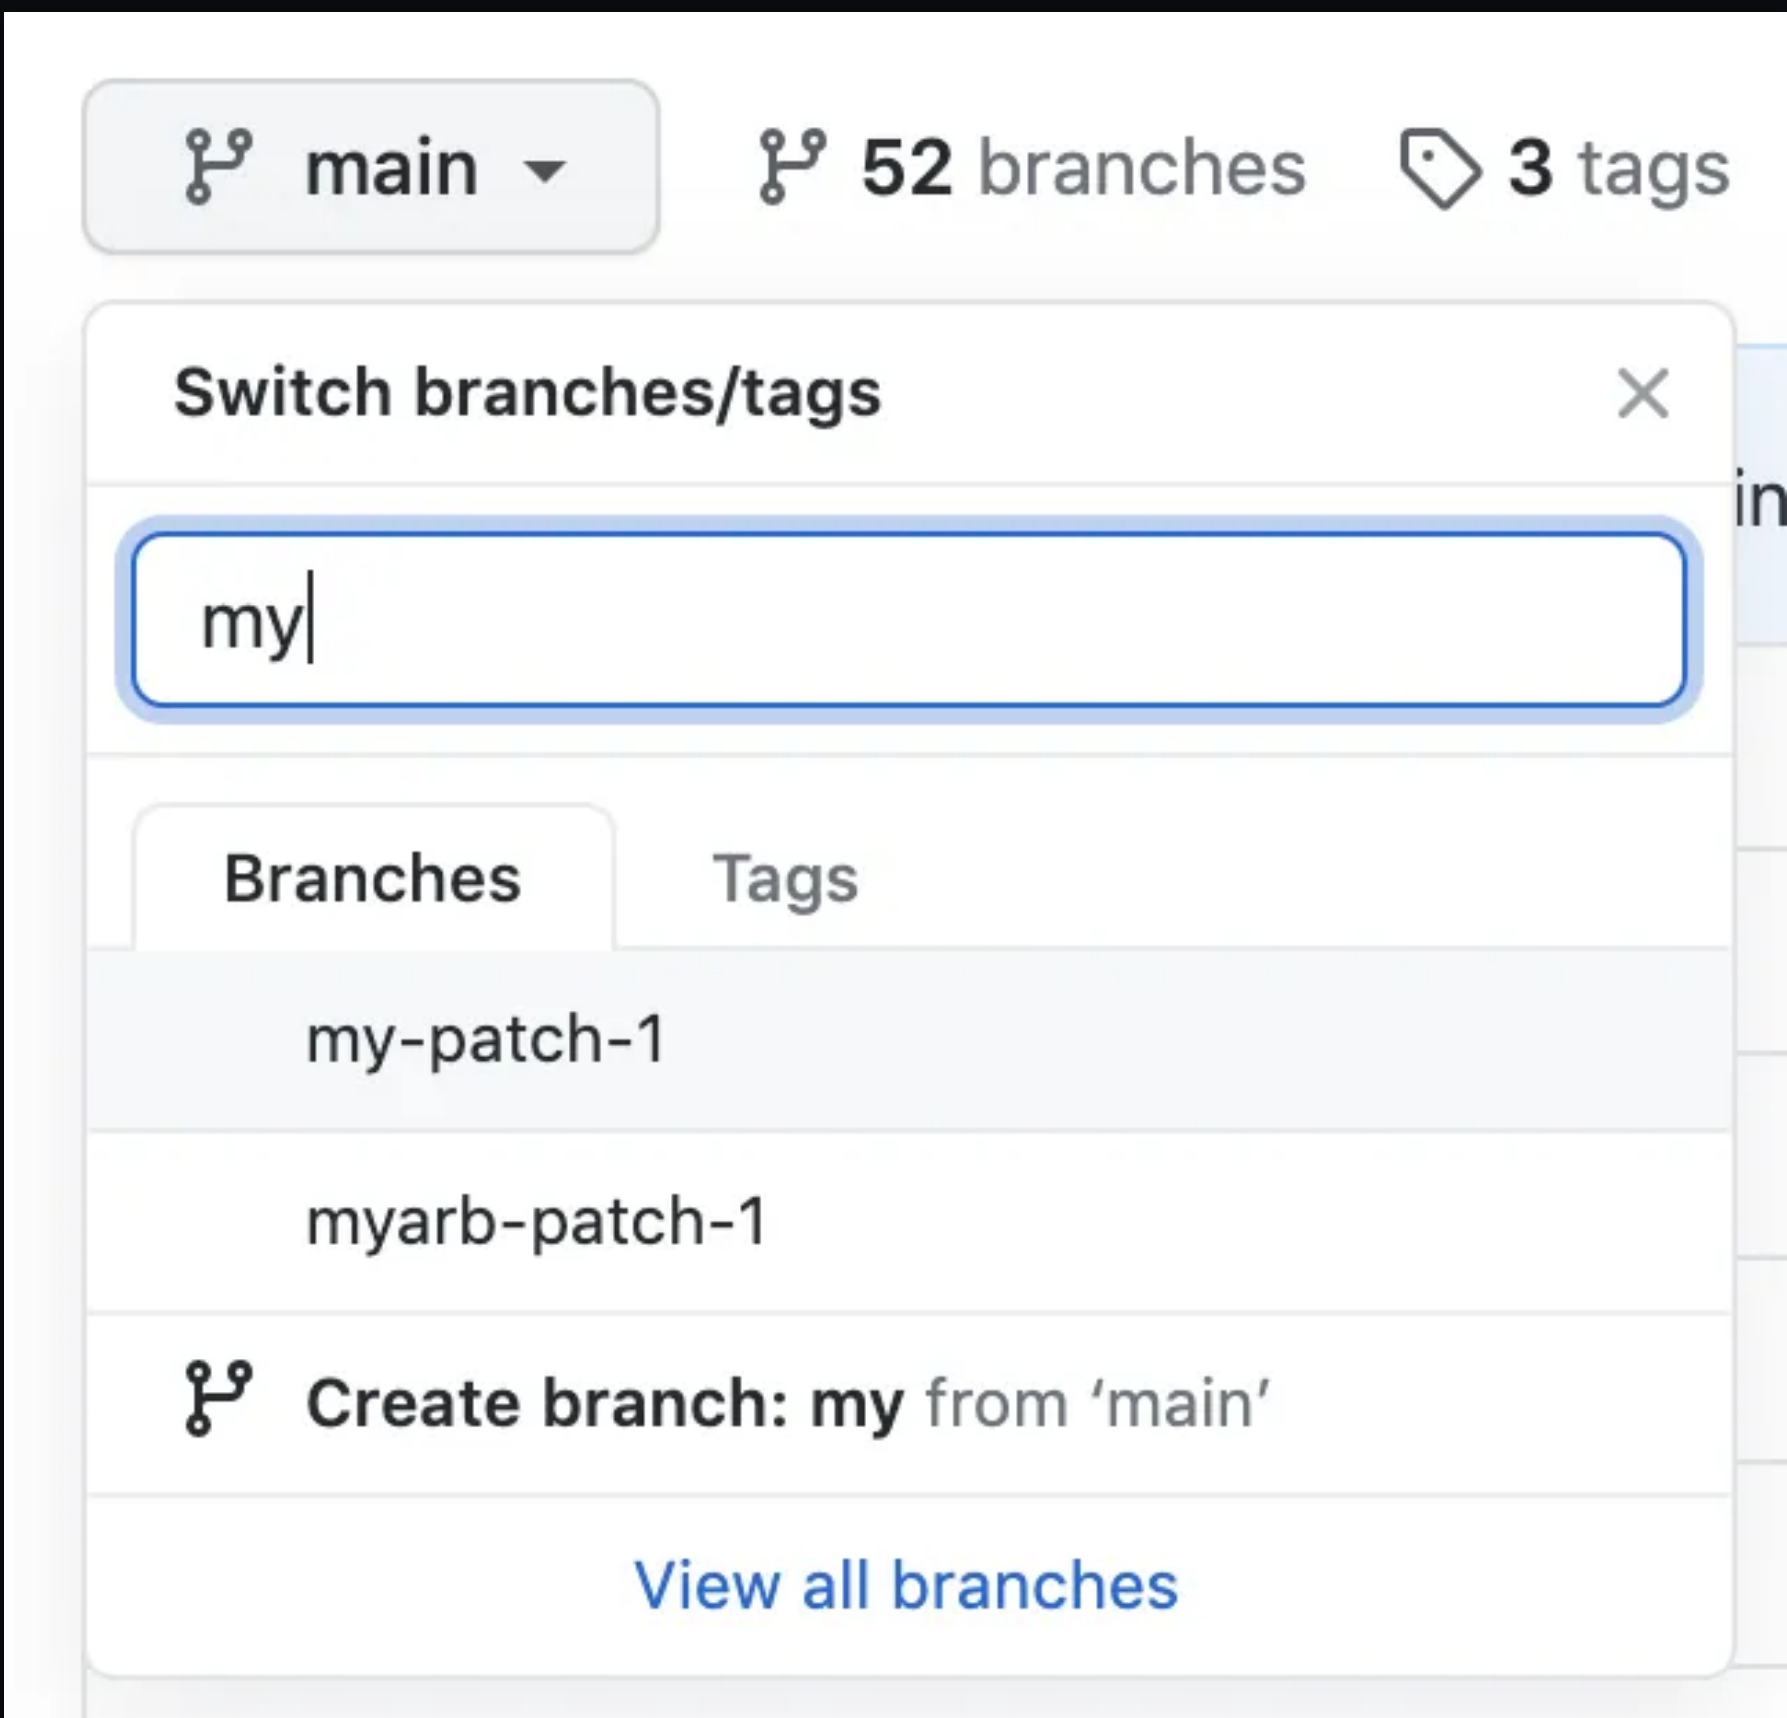 main 52 branches 3 tags
Switch branches/tags
in
my
Branches Tags
my-patch-1
myarb-patch-1
Create branch: my from ‘main’
View all branches